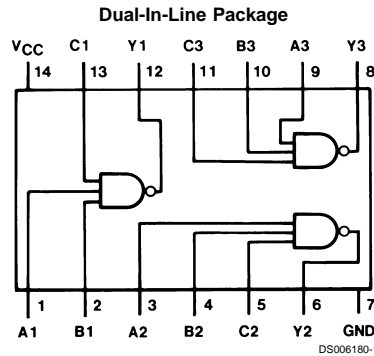 Dual-In-Line Package
VCC C1 Y1 C3 B3 A3 Y3
14 13 12 11 10 9 8
1 2 3 4 5 6 7
A1 B1 A2 B2 C2 Y2 GND
DS006180-